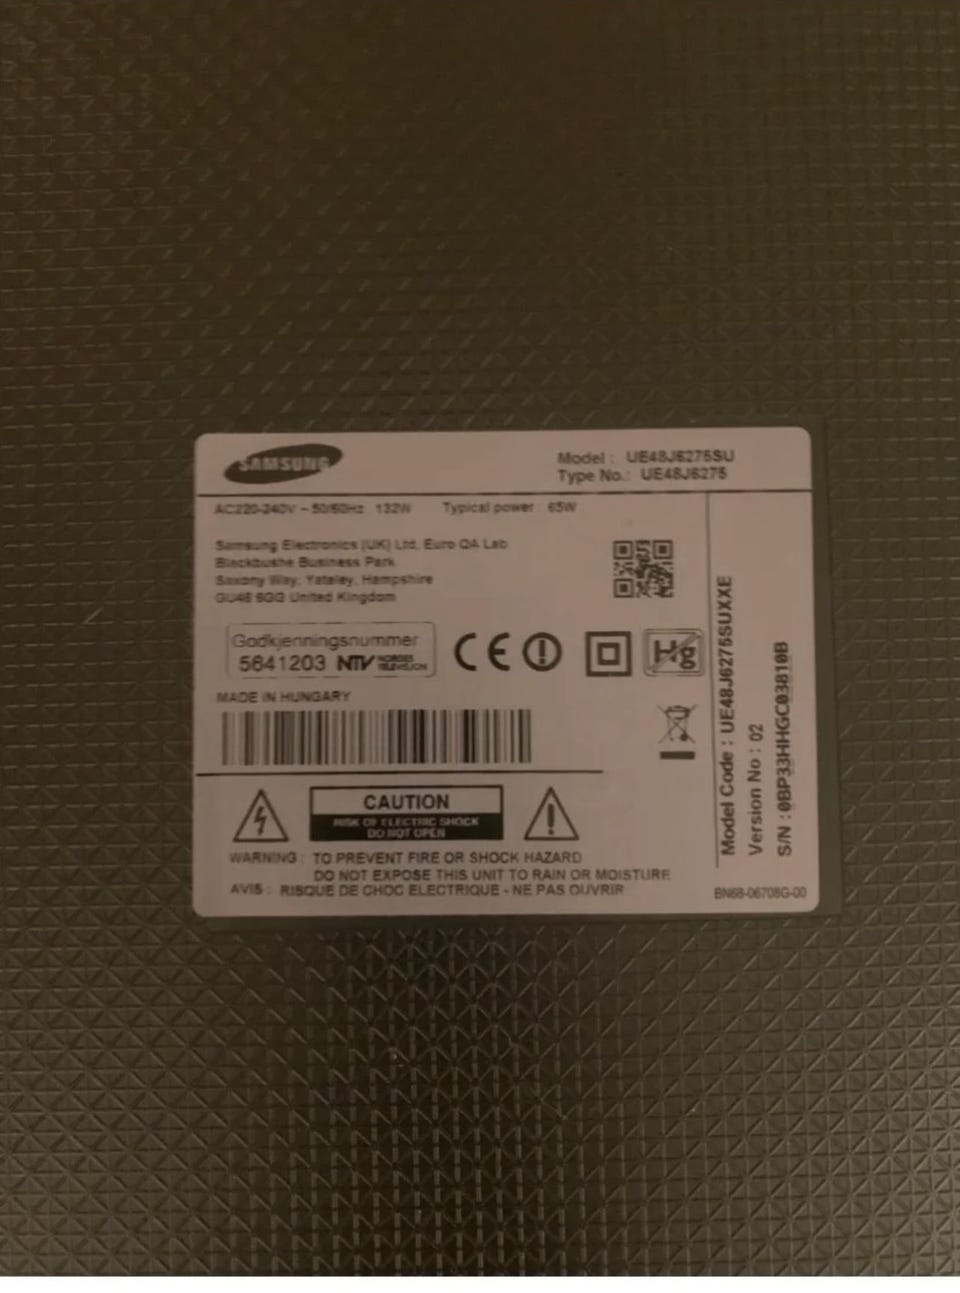 SAMSUNG
Model : UE48J6275SU
Type No.: UE48J6275
AC220-240V ~ 50/60Hz 132W Typical power : 65W
Samsung Electronics (UK) Ltd, Euro QA Lab
Blackbushe Business Park
Saxony Way, Yateley, Hampshire
GU46 6GG United Kingdom
Godkjenningsnummer
5641203 NTV NORGES TELEVISJON
CE
Hg
MADE IN HUNGARY
CAUTION
RISK OF ELECTRIC SHOCK
DO NOT OPEN
WARNING : TO PREVENT FIRE OR SHOCK HAZARD
DO NOT EXPOSE THIS UNIT TO RAIN OR MOISTURE
AVIS : RISQUE DE CHOC ELECTRIQUE - NE PAS OUVRIR
Model Code : UE48J6275SUXXE
Version No : 02
S/N : 0BP33HHGC03810B
BN68-06708G-00